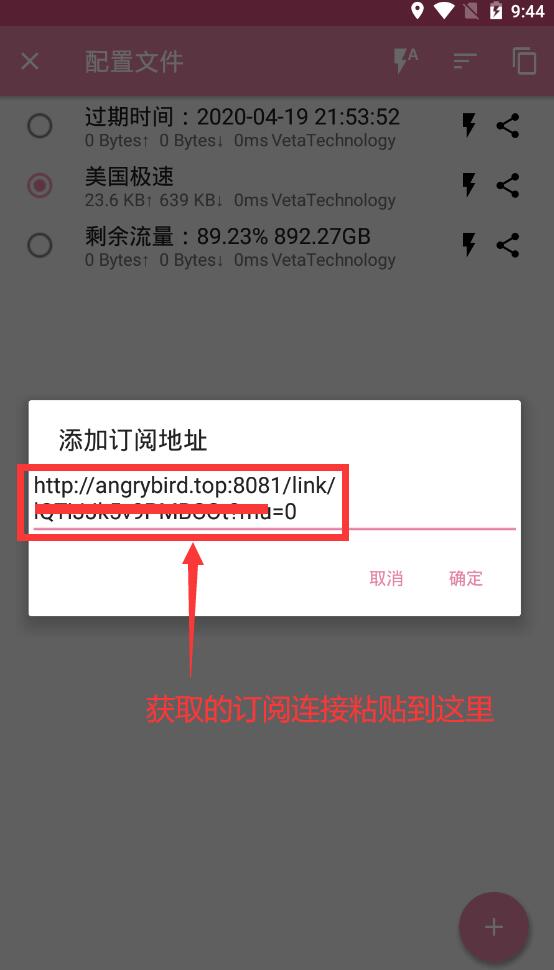 9:44
配置文件
A
过期时间：2020-04-19 21:53:52
0 Bytes↑ 0 Bytes↓ 0ms VetaTechnology
美国极速
23.6 KB↑ 639 KB↓ 0ms VetaTechnology
剩余流量：89.23% 892.27GB
0 Bytes↑ 0 Bytes↓ 0ms VetaTechnology
添加订阅地址
http://angrybird.top:8081/link/
=0
取消 确定
获取的订阅连接粘贴到这里